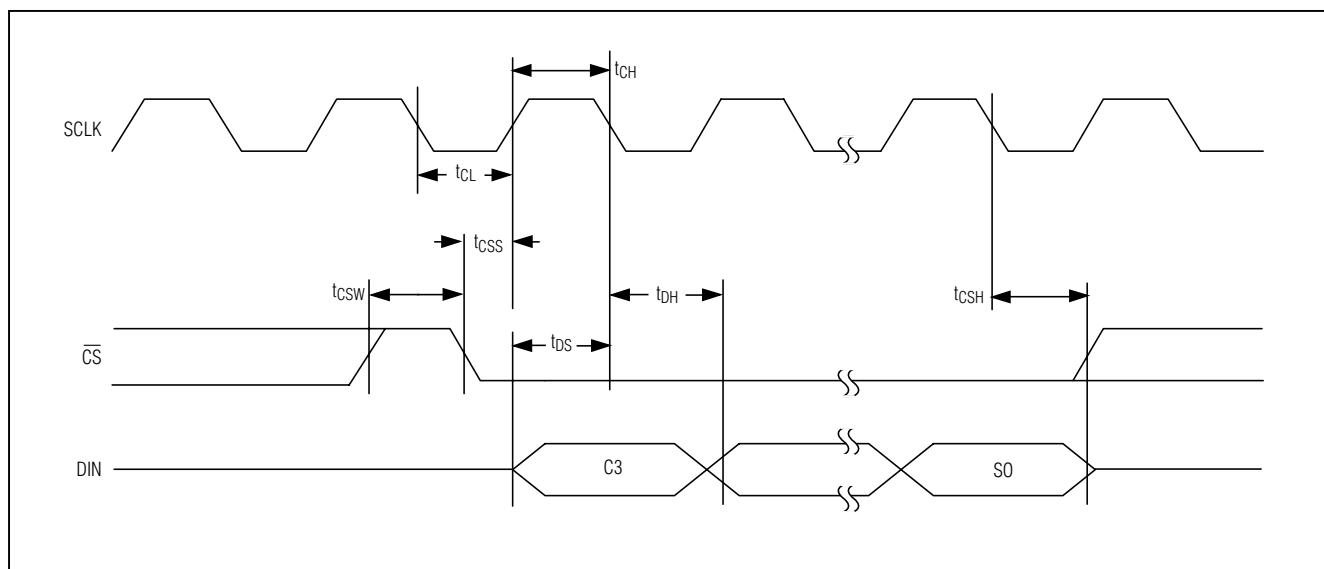 tCH
SCLK
tCL
tCSS
tCSW
tDH
tCSH
CS
tDS
DIN
C3
S0